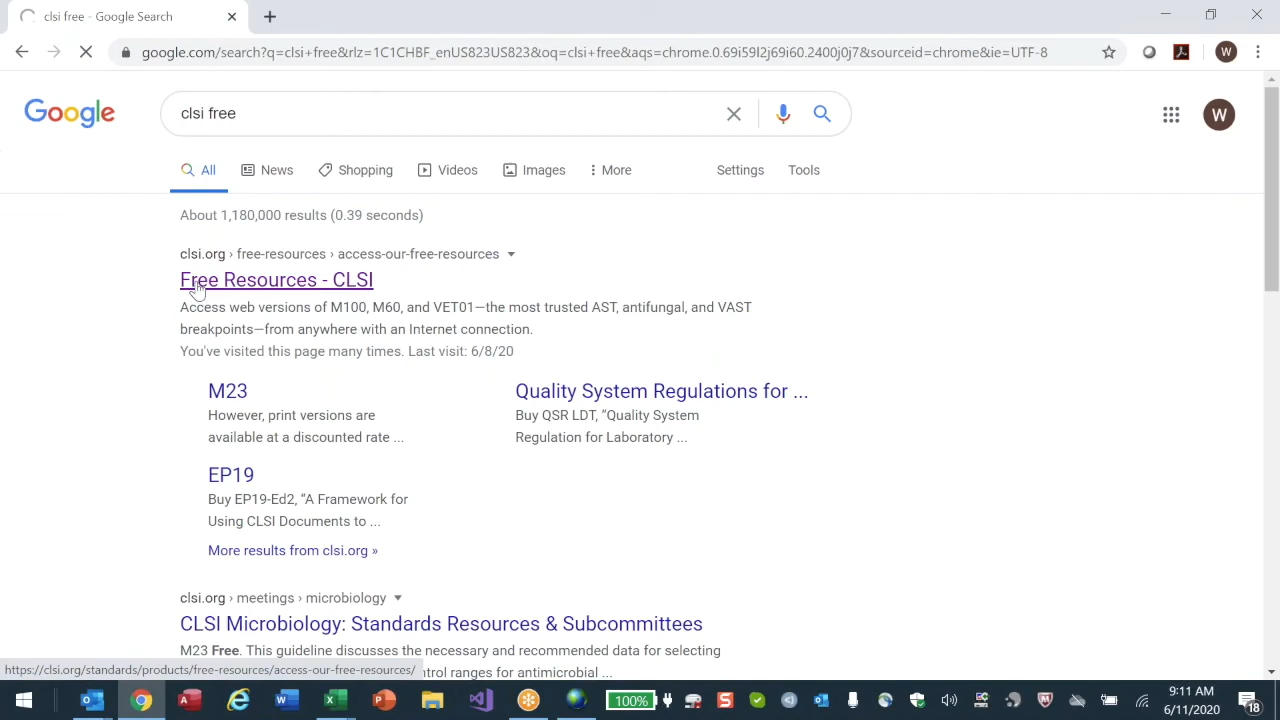 clsi free - Google Search
google.com/search?q=clsi+free&rlz=1C1CHBF_enUS823US823&oq=clsi+free&aqs=chrome.0.69i59l2j69i60.2400j0j7&sourceid=chrome&ie=UTF-8
W
Google
clsi free
W
All
News
Shopping
Videos
Images
More
Settings
Tools
About 1,180,000 results (0.39 seconds)
clsi.org › free-resources › access-our-free-resources
Free Resources - CLSI
Access web versions of M100, M60, and VET01—the most trusted AST, antifungal, and VAST
breakpoints—from anywhere with an Internet connection.
You've visited this page many times. Last visit: 6/8/20
M23
However, print versions are
available at a discounted rate ...
Quality System Regulations for ...
Buy QSR LDT, “Quality System
Regulation for Laboratory ...
EP19
Buy EP19-Ed2, “A Framework for
Using CLSI Documents to ...
More results from clsi.org »
clsi.org › meetings › microbiology
CLSI Microbiology: Standards Resources & Subcommittees
M23 Free. This guideline discusses the necessary and recommended data for selecting
https://clsi.org/standards/products/free-resources/access-our-free-resources/
ntrol ranges for antimicrobial ...
100%
9:11 AM
6/11/2020
18